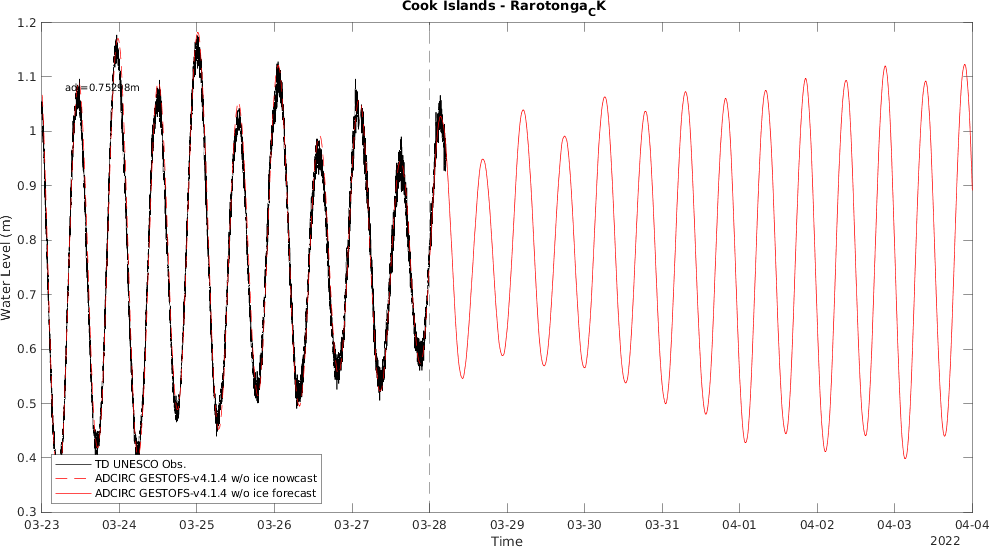 Cook Islands - RarotongaCK
1.2
1.1
1
0.9
0.8
0.7
0.6
0.5
0.4
0.3
Water Level (m)
adj=0.75298m
TD UNESCO Obs.
ADCIRC GESTOFS-v4.1.4 w/o ice nowcast
ADCIRC GESTOFS-v4.1.4 w/o ice forecast
03-23 03-24 03-25 03-26 03-27 03-28 03-29 03-30 03-31 04-01 04-02 04-03 04-04
Time
2022